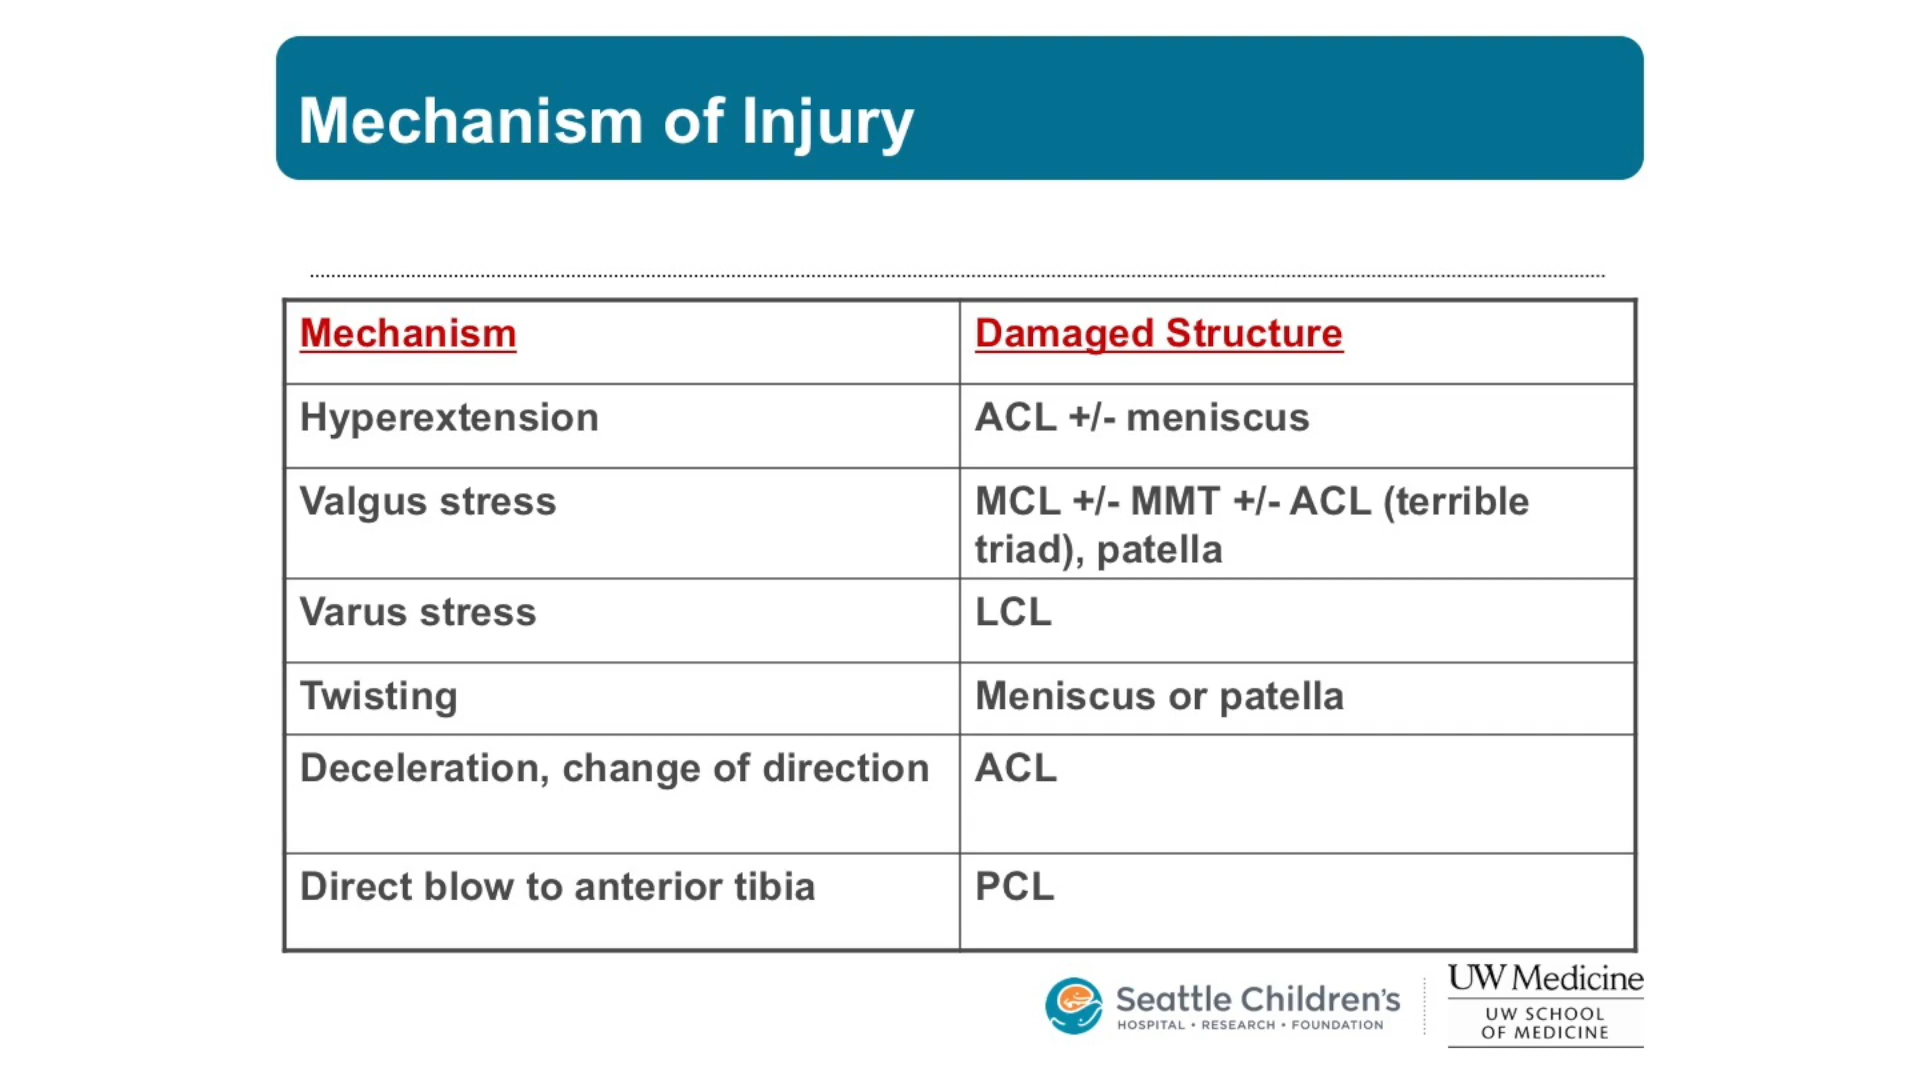 Mechanism of Injury
Mechanism
Damaged Structure
Hyperextension
ACL +/- meniscus
Valgus stress
MCL +/- MMT +/- ACL (terrible
triad), patella
Varus stress
LCL
Twisting
Meniscus or patella
Deceleration, change of direction
ACL
Direct blow to anterior tibia
PCL
Seattle Children's
HOSPITAL • RESEARCH • FOUNDATION
UW Medicine
UW SCHOOL
OF MEDICINE